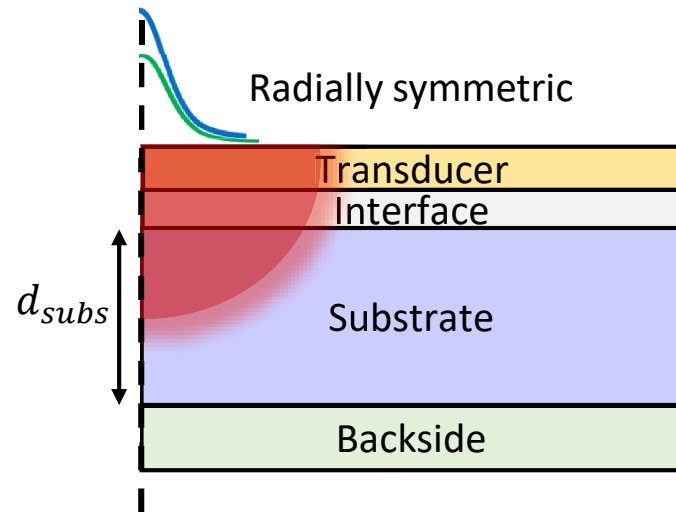 Radially symmetric
Transducer
Interface
d_subs
Substrate
Backside